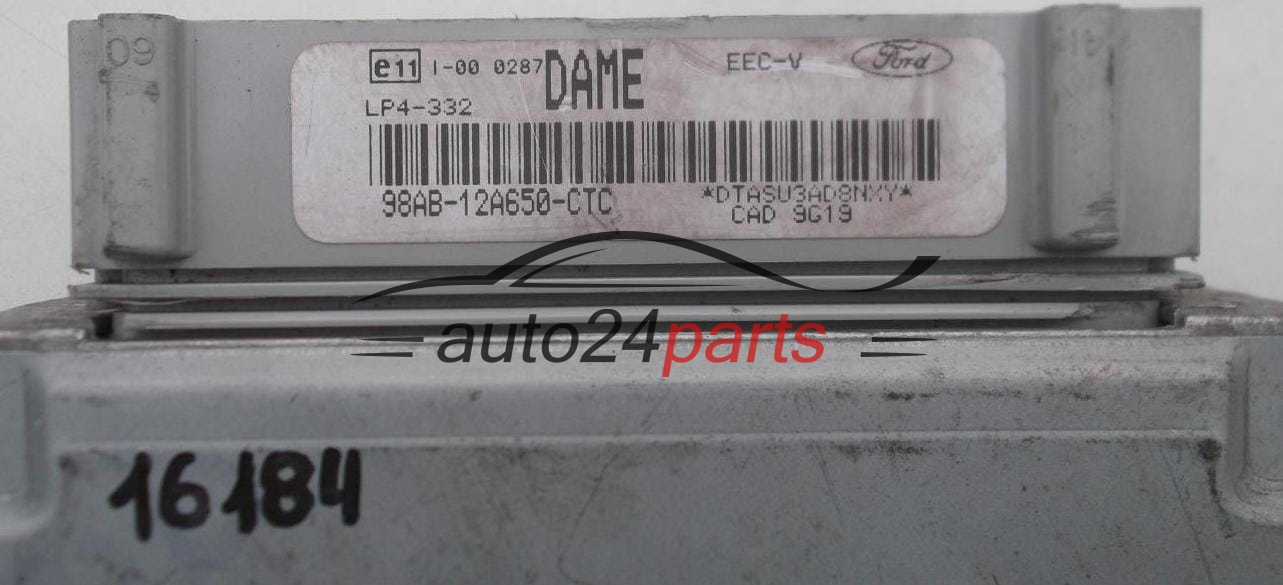 09
e11 I-00 0287 DAME EEC-V Ford
LP4-332
98AB-12A650-CTC
*DTASU3AD8NXY*
CAD 9G19
auto24parts
16184